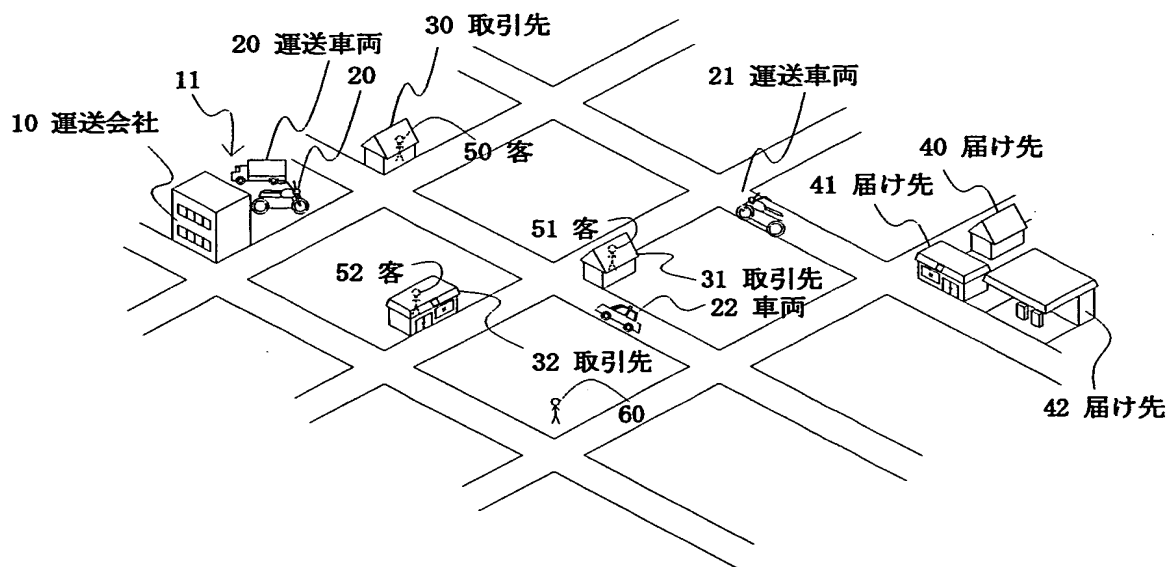 30 取引先
20 運送車両
20
21 運送車両
11
10 運送会社
50 客
40 届け先
41 届け先
51 客
52 客
31 取引先
22 車両
32 取引先
60
42 届け先